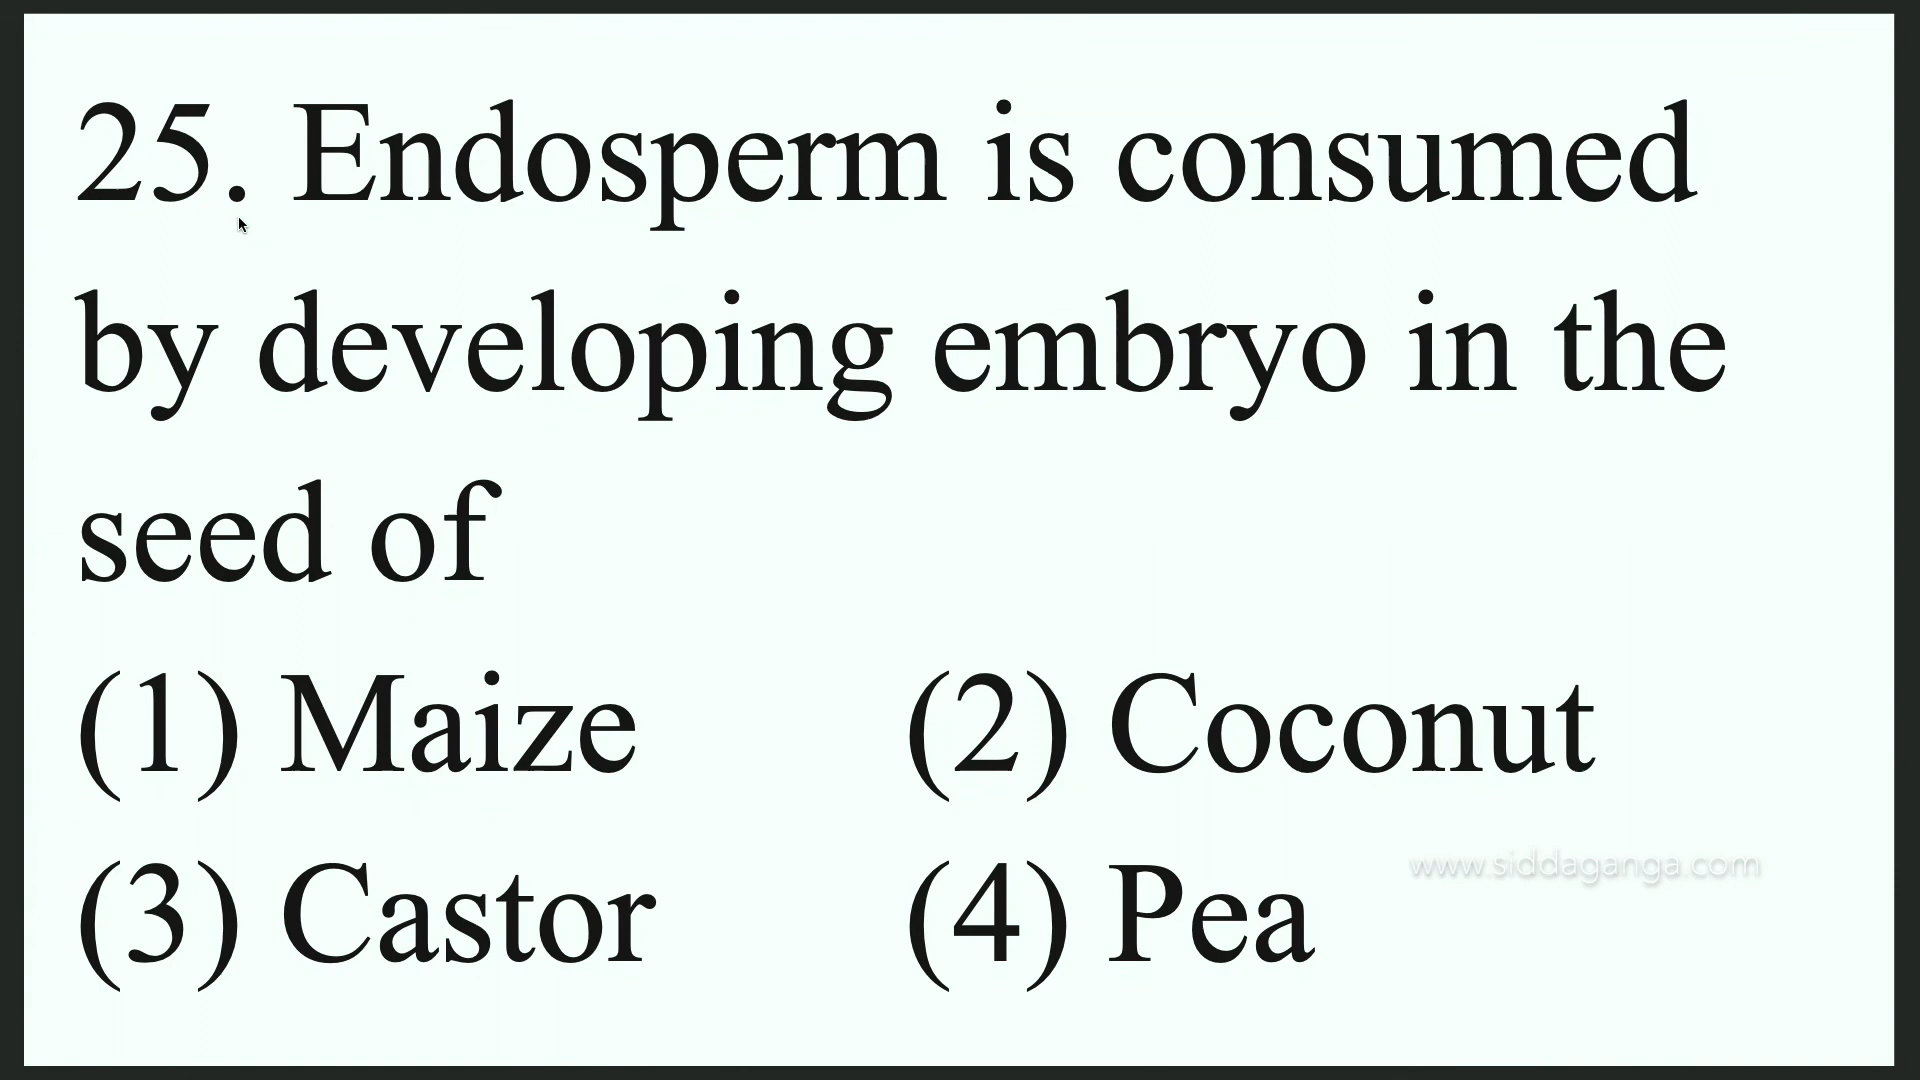 25. Endosperm is consumed
by developing embryo in the
seed of
(1) Maize (2) Coconut
(3) Castor (4) Pea
www.siddaganga.com